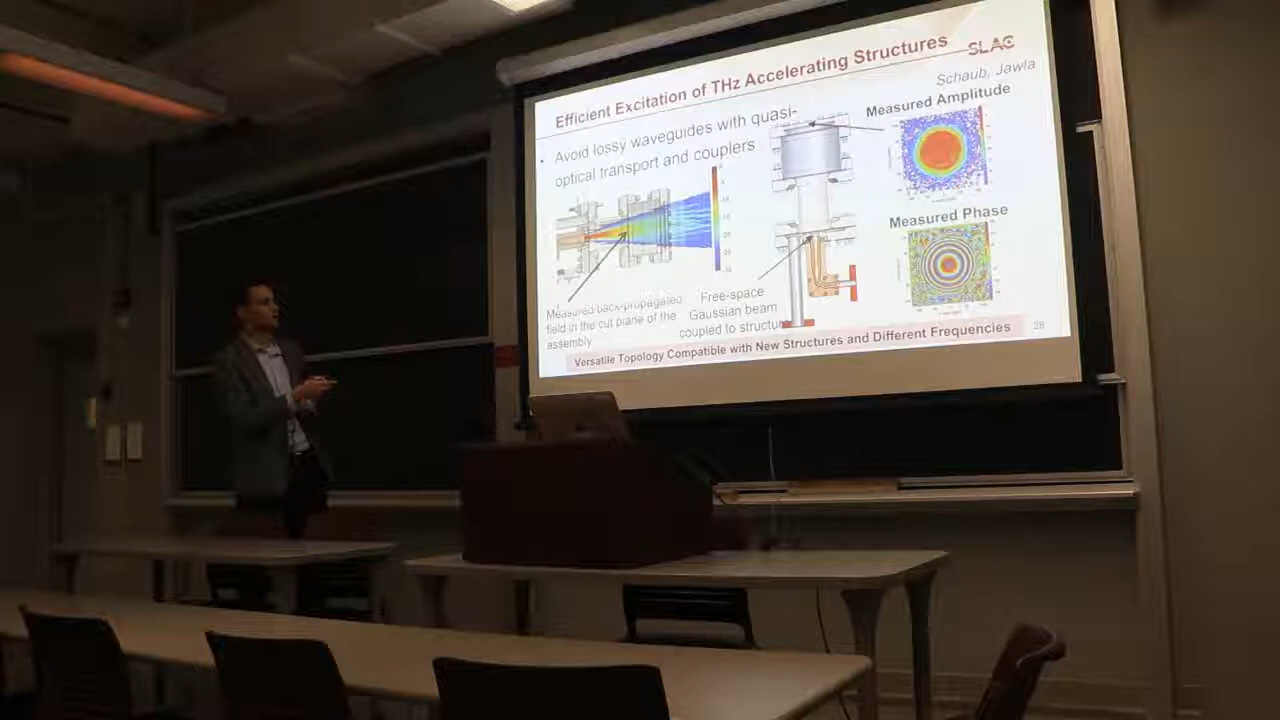 Efficient Excitation of THz Accelerating Structures
SLAC
Schaub, Jawla
• Avoid lossy waveguides with quasi-
optical transport and couplers
Measured Amplitude
Measured Phase
Measured back-propagated
field in the cut plane of the
assembly
Free-space
Gaussian beam
coupled to structure
Versatile Topology Compatible with New Structures and Different Frequencies